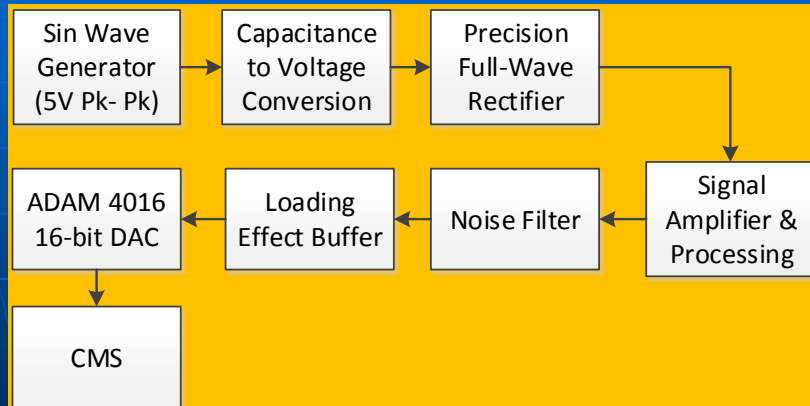 Sin Wave
Generator
(5V Pk- Pk)
Capacitance
to Voltage
Conversion
Precision
Full-Wave
Rectifier
Signal
Amplifier &
Processing
Noise Filter
Loading
Effect Buffer
ADAM 4016
16-bit DAC
CMS